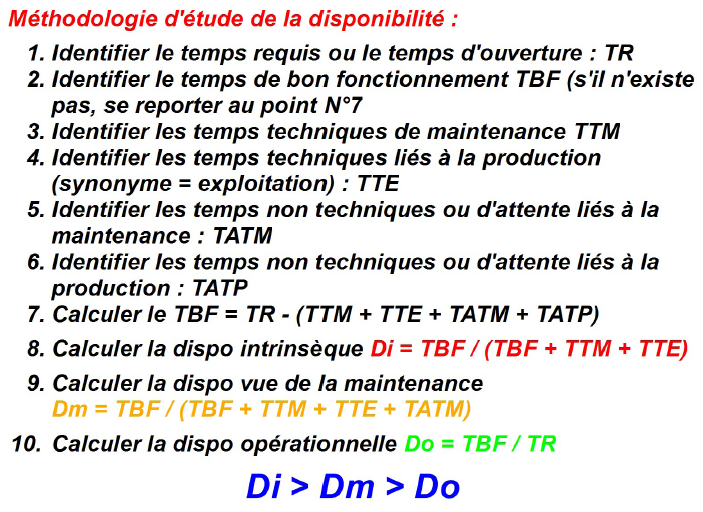 Méthodologie d'étude de la disponibilité :
1. Identifier le temps requis ou le temps d'ouverture : TR
2. Identifier le temps de bon fonctionnement TBF (s'il n'existe
pas, se reporter au point N°7
3. Identifier les temps techniques de maintenance TTM
4. Identifier les temps techniques liés à la production
(synonyme = exploitation) : TTE
5. Identifier les temps non techniques ou d'attente liés à la
maintenance : TATM
6. Identifier les temps non techniques ou d'attente liés à la
production : TATP
7. Calculer le TBF = TR - (TTM + TTE + TATM + TATP)
8. Calculer la dispo intrinsèque Di = TBF / (TBF + TTM + TTE)
9. Calculer la dispo vue de la maintenance
Dm = TBF / (TBF + TTM + TTE + TATM)
10. Calculer la dispo opérationnelle Do = TBF / TR
Di > Dm > Do